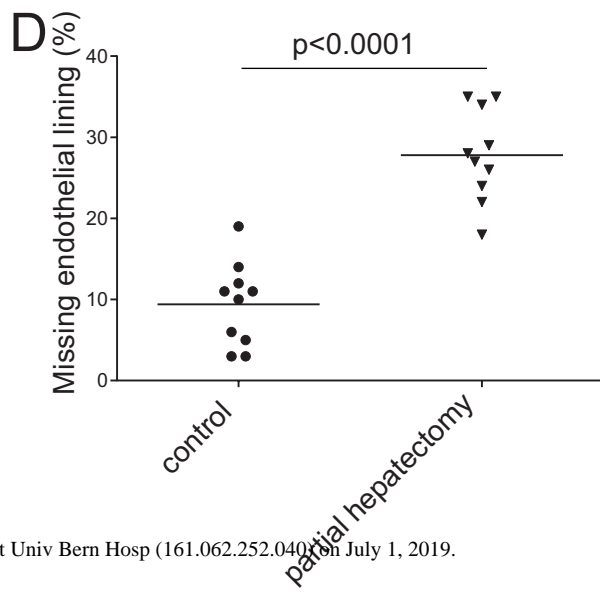 D
p<0.0001
Missing endothelial lining (%)
40
30
20
10
0
control
partial hepatectomy
t Univ Bern Hosp (161.062.252.040) on July 1, 2019.